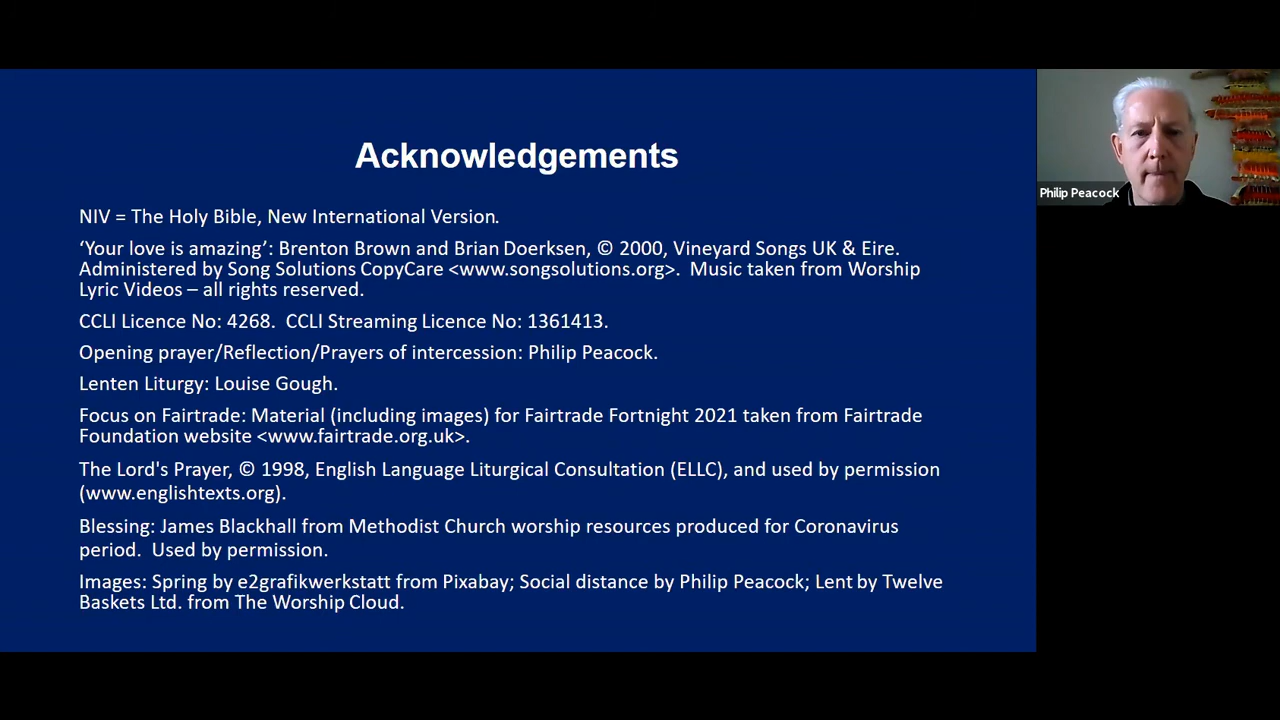 Acknowledgements
NIV = The Holy Bible, New International Version.
‘Your love is amazing’: Brenton Brown and Brian Doerksen, © 2000, Vineyard Songs UK & Eire.
Administered by Song Solutions CopyCare <www.songsolutions.org>.  Music taken from Worship
Lyric Videos – all rights reserved.
CCLI Licence No: 4268.  CCLI Streaming Licence No: 1361413.
Opening prayer/Reflection/Prayers of intercession: Philip Peacock.
Lenten Liturgy: Louise Gough.
Focus on Fairtrade: Material (including images) for Fairtrade Fortnight 2021 taken from Fairtrade
Foundation website <www.fairtrade.org.uk>.
The Lord's Prayer, © 1998, English Language Liturgical Consultation (ELLC), and used by permission
(www.englishtexts.org).
Blessing: James Blackhall from Methodist Church worship resources produced for Coronavirus
period.  Used by permission.
Images: Spring by e2grafikwerkstatt from Pixabay; Social distance by Philip Peacock; Lent by Twelve
Baskets Ltd. from The Worship Cloud.
Philip Peacock